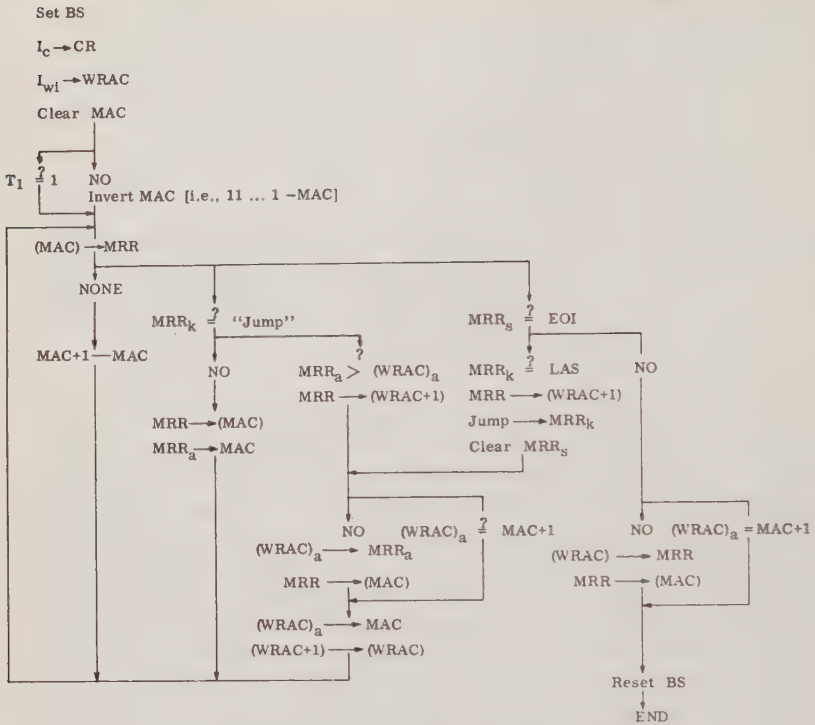 Set BS
I_c → CR
I_wi → WRAC
Clear MAC
T_1 ≟ 1
NO
Invert MAC [i.e., 11 ... 1 –MAC]
(MAC) → MRR
NONE
MAC+1 — MAC
MRR_k ≟ "Jump"
NO
MRR → (MAC)
MRR_a → MAC
?
MRR_a > (WRAC)_a
MRR → (WRAC+1)
MRR_s ≟ EOI
MRR_k ≟ LAS
MRR → (WRAC+1)
Jump → MRR_k
Clear MRR_s
NO
NO (WRAC)_a ≟ MAC+1
(WRAC)_a → MRR_a
MRR → (MAC)
(WRAC)_a → MAC
(WRAC+1) → (WRAC)
NO (WRAC)_a ≟ MAC+1
(WRAC) → MRR
MRR → (MAC)
Reset BS
END